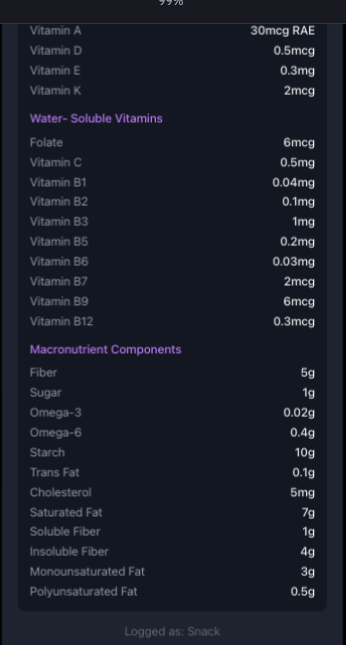 99%
Vitamin A 30mcg RAE
Vitamin D 0.5mcg
Vitamin E 0.3mg
Vitamin K 2mcg
Water- Soluble Vitamins
Folate 6mcg
Vitamin C 0.5mg
Vitamin B1 0.04mg
Vitamin B2 0.1mg
Vitamin B3 1mg
Vitamin B5 0.2mg
Vitamin B6 0.03mg
Vitamin B7 2mcg
Vitamin B9 6mcg
Vitamin B12 0.3mcg
Macronutrient Components
Fiber 5g
Sugar 1g
Omega-3 0.02g
Omega-6 0.4g
Starch 10g
Trans Fat 0.1g
Cholesterol 5mg
Saturated Fat 7g
Soluble Fiber 1g
Insoluble Fiber 4g
Monounsaturated Fat 3g
Polyunsaturated Fat 0.5g
Logged as: Snack